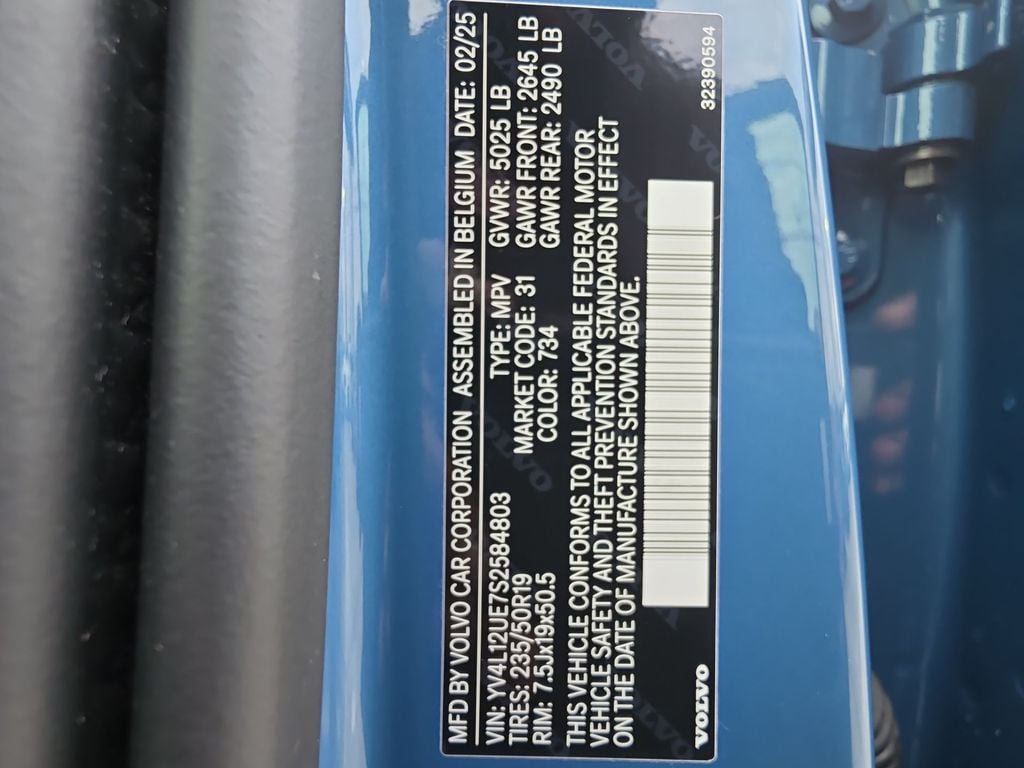 MFD BY VOLVO CAR CORPORATION ASSEMBLED IN BELGIUM DATE: 02/25
VIN: YV4L12UE7S2584803 TYPE: MPV GVWR: 5025 LB
TIRES: 235/50R19 MARKET CODE: 31 GAWR FRONT: 2645 LB
RIM: 7.5Jx19x50.5 COLOR: 734 GAWR REAR: 2490 LB
THIS VEHICLE CONFORMS TO ALL APPLICABLE FEDERAL MOTOR
VEHICLE SAFETY AND THEFT PREVENTION STANDARDS IN EFFECT
ON THE DATE OF MANUFACTURE SHOWN ABOVE.
VOLVO 32390594